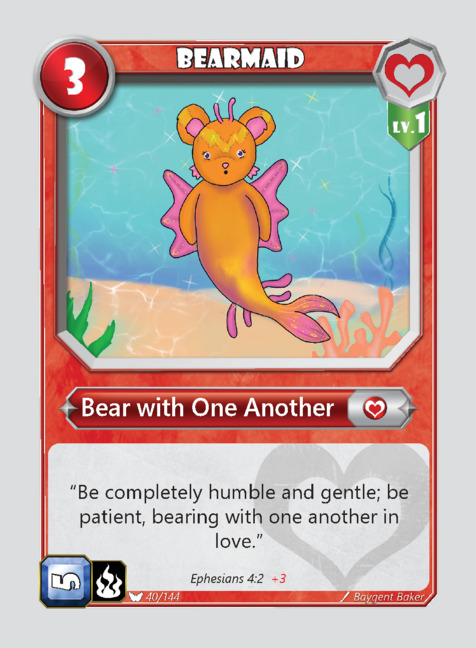 BEARMAID
3
LV.1
Bear with One Another
“Be completely humble and gentle; be
patient, bearing with one another in
love.”
Ephesians 4:2 +3
40/144
Baygent Baker